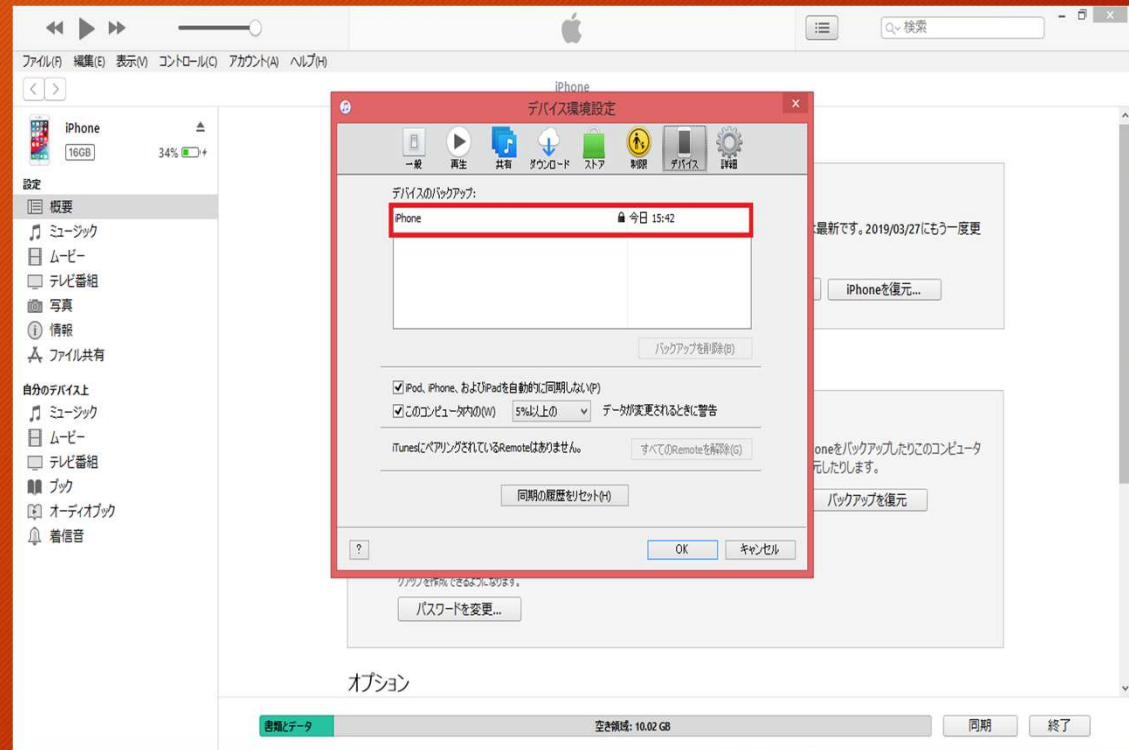 検索
ファイル(F) 編集(E) 表示(V) コントロール(C) アカウント(A) ヘルプ(H)
iPhone
iPhone
16GB 34%
設定
概要
ミュージック
ムービー
テレビ番組
写真
情報
ファイル共有
自分のデバイス上
ミュージック
ムービー
テレビ番組
ブック
オーディオブック
着信音
デバイス環境設定
一般 再生 共有 ダウンロード ストア 制限 デバイス 詳細
デバイスのバックアップ:
iPhone 今日 15:42
バックアップを削除(B)
iPod、iPhone、およびiPadを自動的に同期しない(P)
このコンピュータ内の(W) 5%以上の データが変更されるときに警告
iTunesにペアリングされているRemoteはありません。 すべてのRemoteを解除(G)
同期の履歴をリセット(H)
? OK キャンセル
最新です。2019/03/27にもう一度更
iPhoneを復元...
oneをバックアップしたりこのコンピュータ
元したりします。
バックアップを復元
クアップを作成できるようになります。
パスワードを変更...
オプション
書類とデータ 空き領域: 10.02 GB 同期 終了